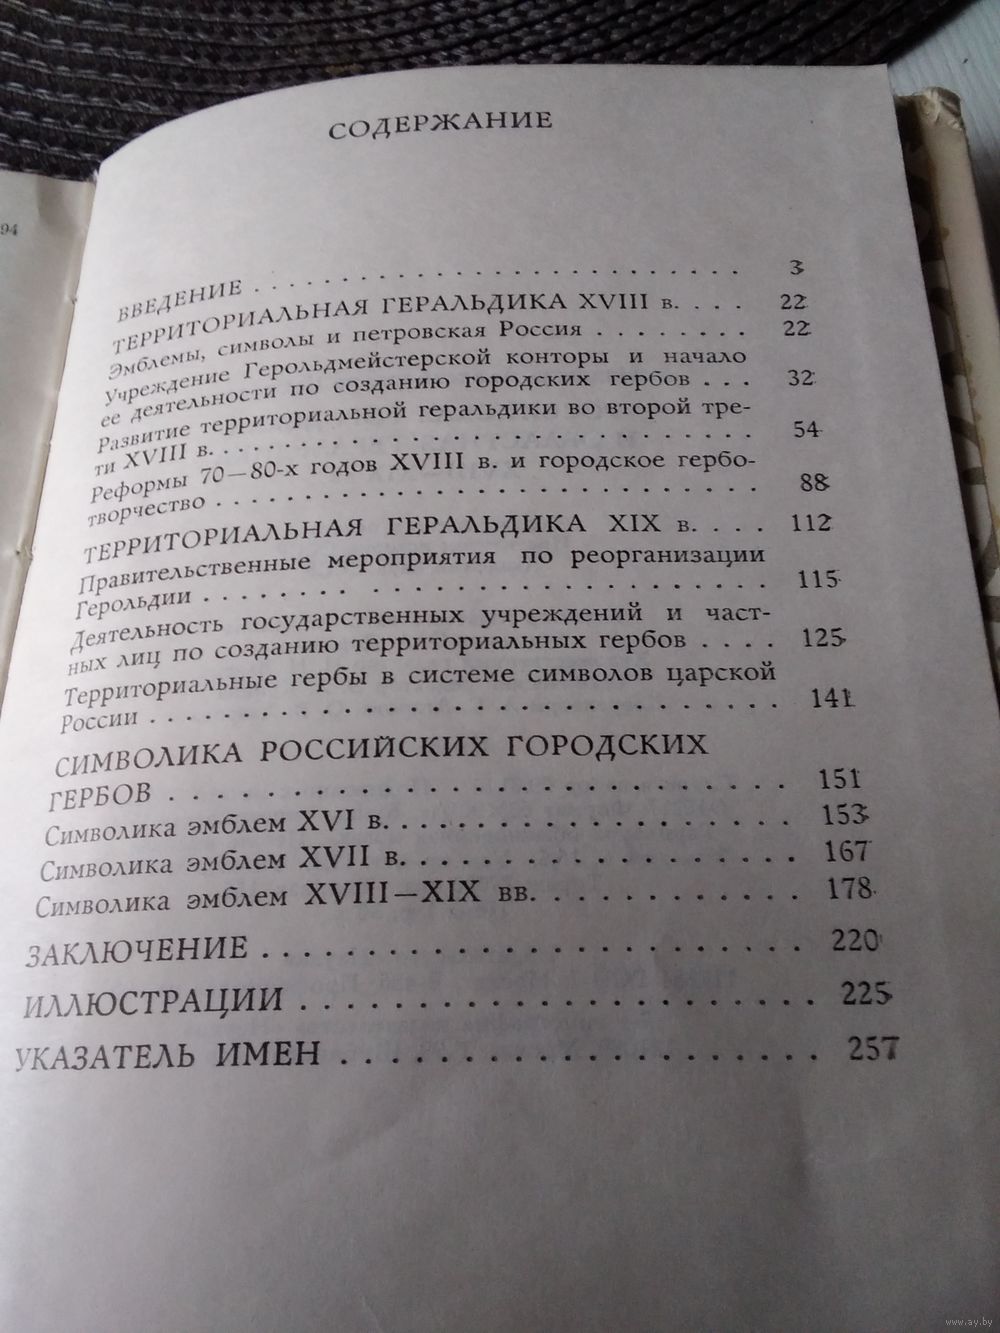 94
СОДЕРЖАНИЕ
ВВЕДЕНИЕ . . . . . . . . . . . . . . . . . . . . . . . . . . . . 3
ТЕРРИТОРИАЛЬНАЯ ГЕРАЛЬДИКА XVIII в. . . . . 22
Эмблемы, символы и петровская Россия . . . . . . . . 22
Учреждение Герольдмейстерской конторы и начало
ее деятельности по созданию городских гербов . . . 32
Развитие территориальной геральдики во второй тре-
ти XVIII в. . . . . . . . . . . . . . . . . . . . . . . . . . . . . 54
Реформы 70—80-х годов XVIII в. и городское гербо-
творчество . . . . . . . . . . . . . . . . . . . . . . . . . . . . 88
ТЕРРИТОРИАЛЬНАЯ ГЕРАЛЬДИКА XIX в. . . . . 112
Правительственные мероприятия по реорганизации
Герольдии . . . . . . . . . . . . . . . . . . . . . . . . . . . . 115
Деятельность государственных учреждений и част-
ных лиц по созданию территориальных гербов . . . . 125
Территориальные гербы в системе символов царской
России . . . . . . . . . . . . . . . . . . . . . . . . . . . . . . 141
СИМВОЛИКА РОССИЙСКИХ ГОРОДСКИХ
ГЕРБОВ . . . . . . . . . . . . . . . . . . . . . . . . . . 151
Символика эмблем XVI в. . . . . . . . . . . . . . . . . . 153
Символика эмблем XVII в. . . . . . . . . . . . . . . . . 167
Символика эмблем XVIII—XIX вв. . . . . . . . . . . . 178
ЗАКЛЮЧЕНИЕ . . . . . . . . . . . . . . . . . . . . . . . 220
ИЛЛЮСТРАЦИИ . . . . . . . . . . . . . . . . . . . . . 225
УКАЗАТЕЛЬ ИМЕН . . . . . . . . . . . . . . . . . . . . 257
www.ay.by